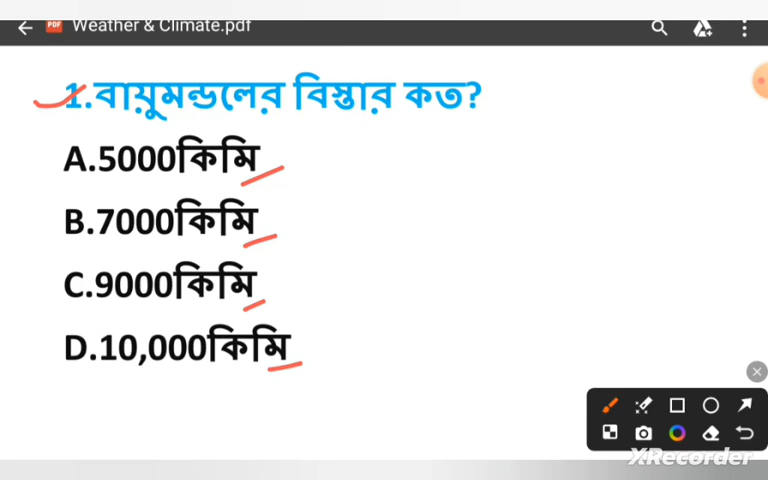 Weather & Climate.pdf
1.বায়ুমন্ডলের বিস্তার কত?
A.5000কিমি
B.7000কিমি
C.9000কিমি
D.10,000কিমি
XRecorder